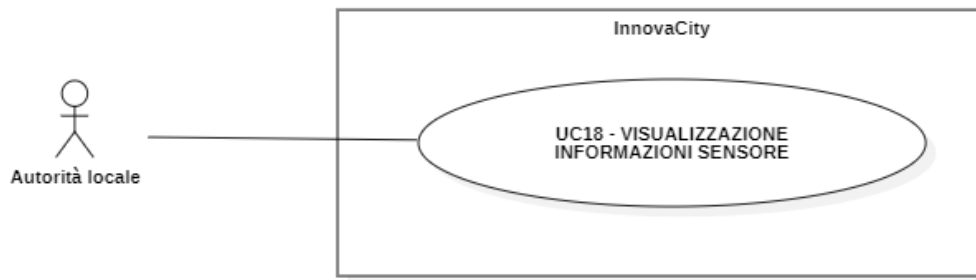 InnovaCity
UC18 - VISUALIZZAZIONE
INFORMAZIONI SENSORE
Autorità locale